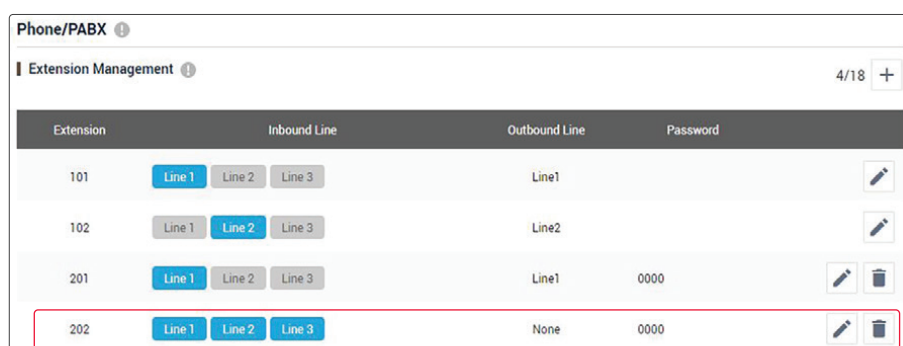 Phone/PABX
Extension Management
4/18
Extension Inbound Line Outbound Line Password
101 Line 1 Line 2 Line 3 Line1
102 Line 1 Line 2 Line 3 Line2
201 Line 1 Line 2 Line 3 Line1 0000
202 Line 1 Line 2 Line 3 None 0000